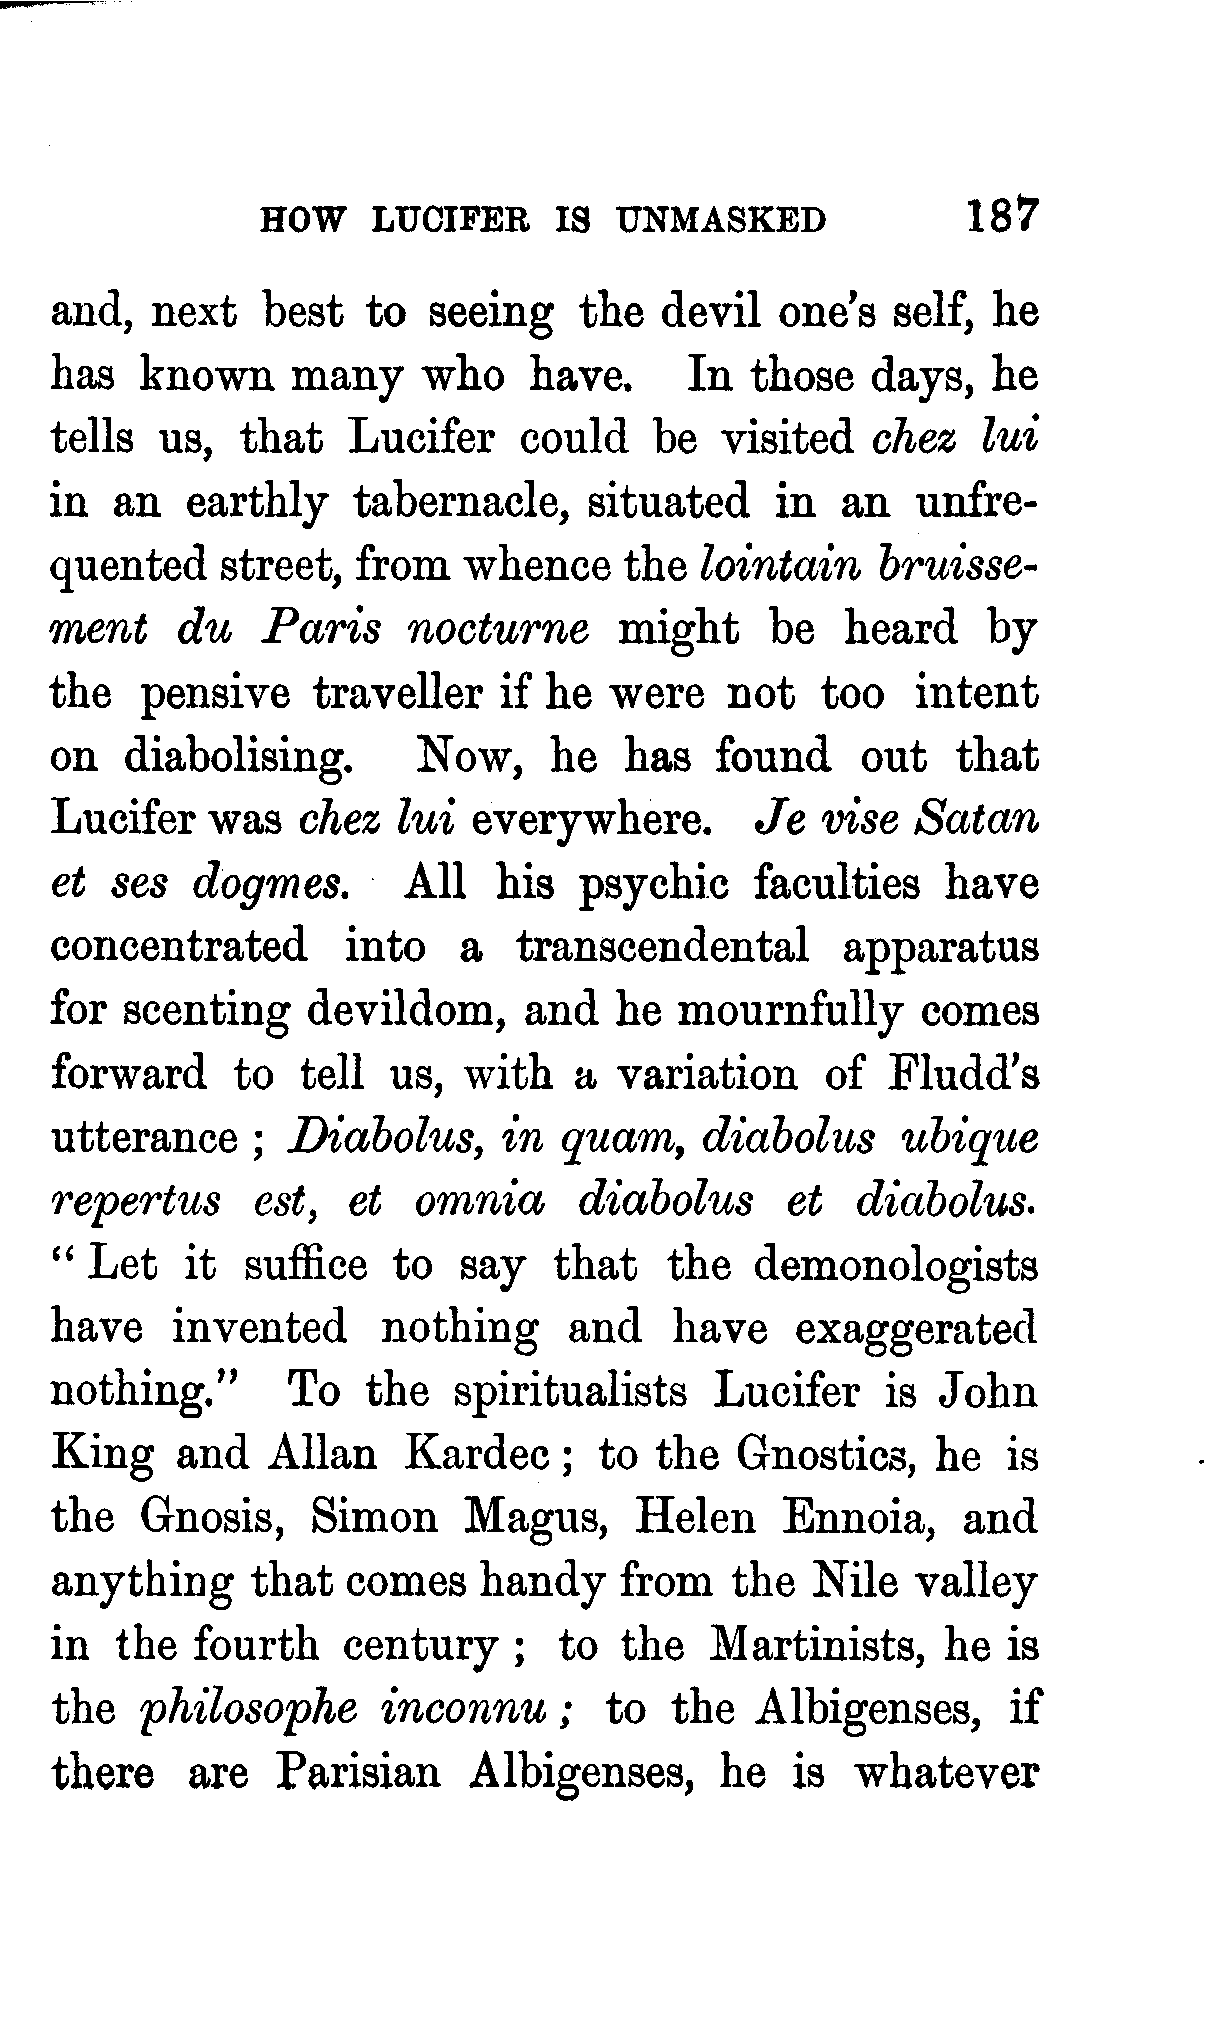 HOW LUCIFER IS UNMASKED 187
and, next best to seeing the devil one's self, he
has known many who have. In those days, he
tells us, that Lucifer could be visited chez lui
in an earthly tabernacle, situated in an unfre-
quented street, from whence the lointain bruisse-
ment du Paris nocturne might be heard by
the pensive traveller if he were not too intent
on diabolising. Now, he has found out that
Lucifer was chez lui everywhere. Je vise Satan
et ses dogmes. All his psychic faculties have
concentrated into a transcendental apparatus
for scenting devildom, and he mournfully comes
forward to tell us, with a variation of Fludd's
utterance ; Diabolus, in quam, diabolus ubique
repertus est, et omnia diabolus et diabolus.
“ Let it suffice to say that the demonologists
have invented nothing and have exaggerated
nothing.” To the spiritualists Lucifer is John
King and Allan Kardec ; to the Gnostics, he is
the Gnosis, Simon Magus, Helen Ennoia, and
anything that comes handy from the Nile valley
in the fourth century ; to the Martinists, he is
the philosophe inconnu ; to the Albigenses, if
there are Parisian Albigenses, he is whatever